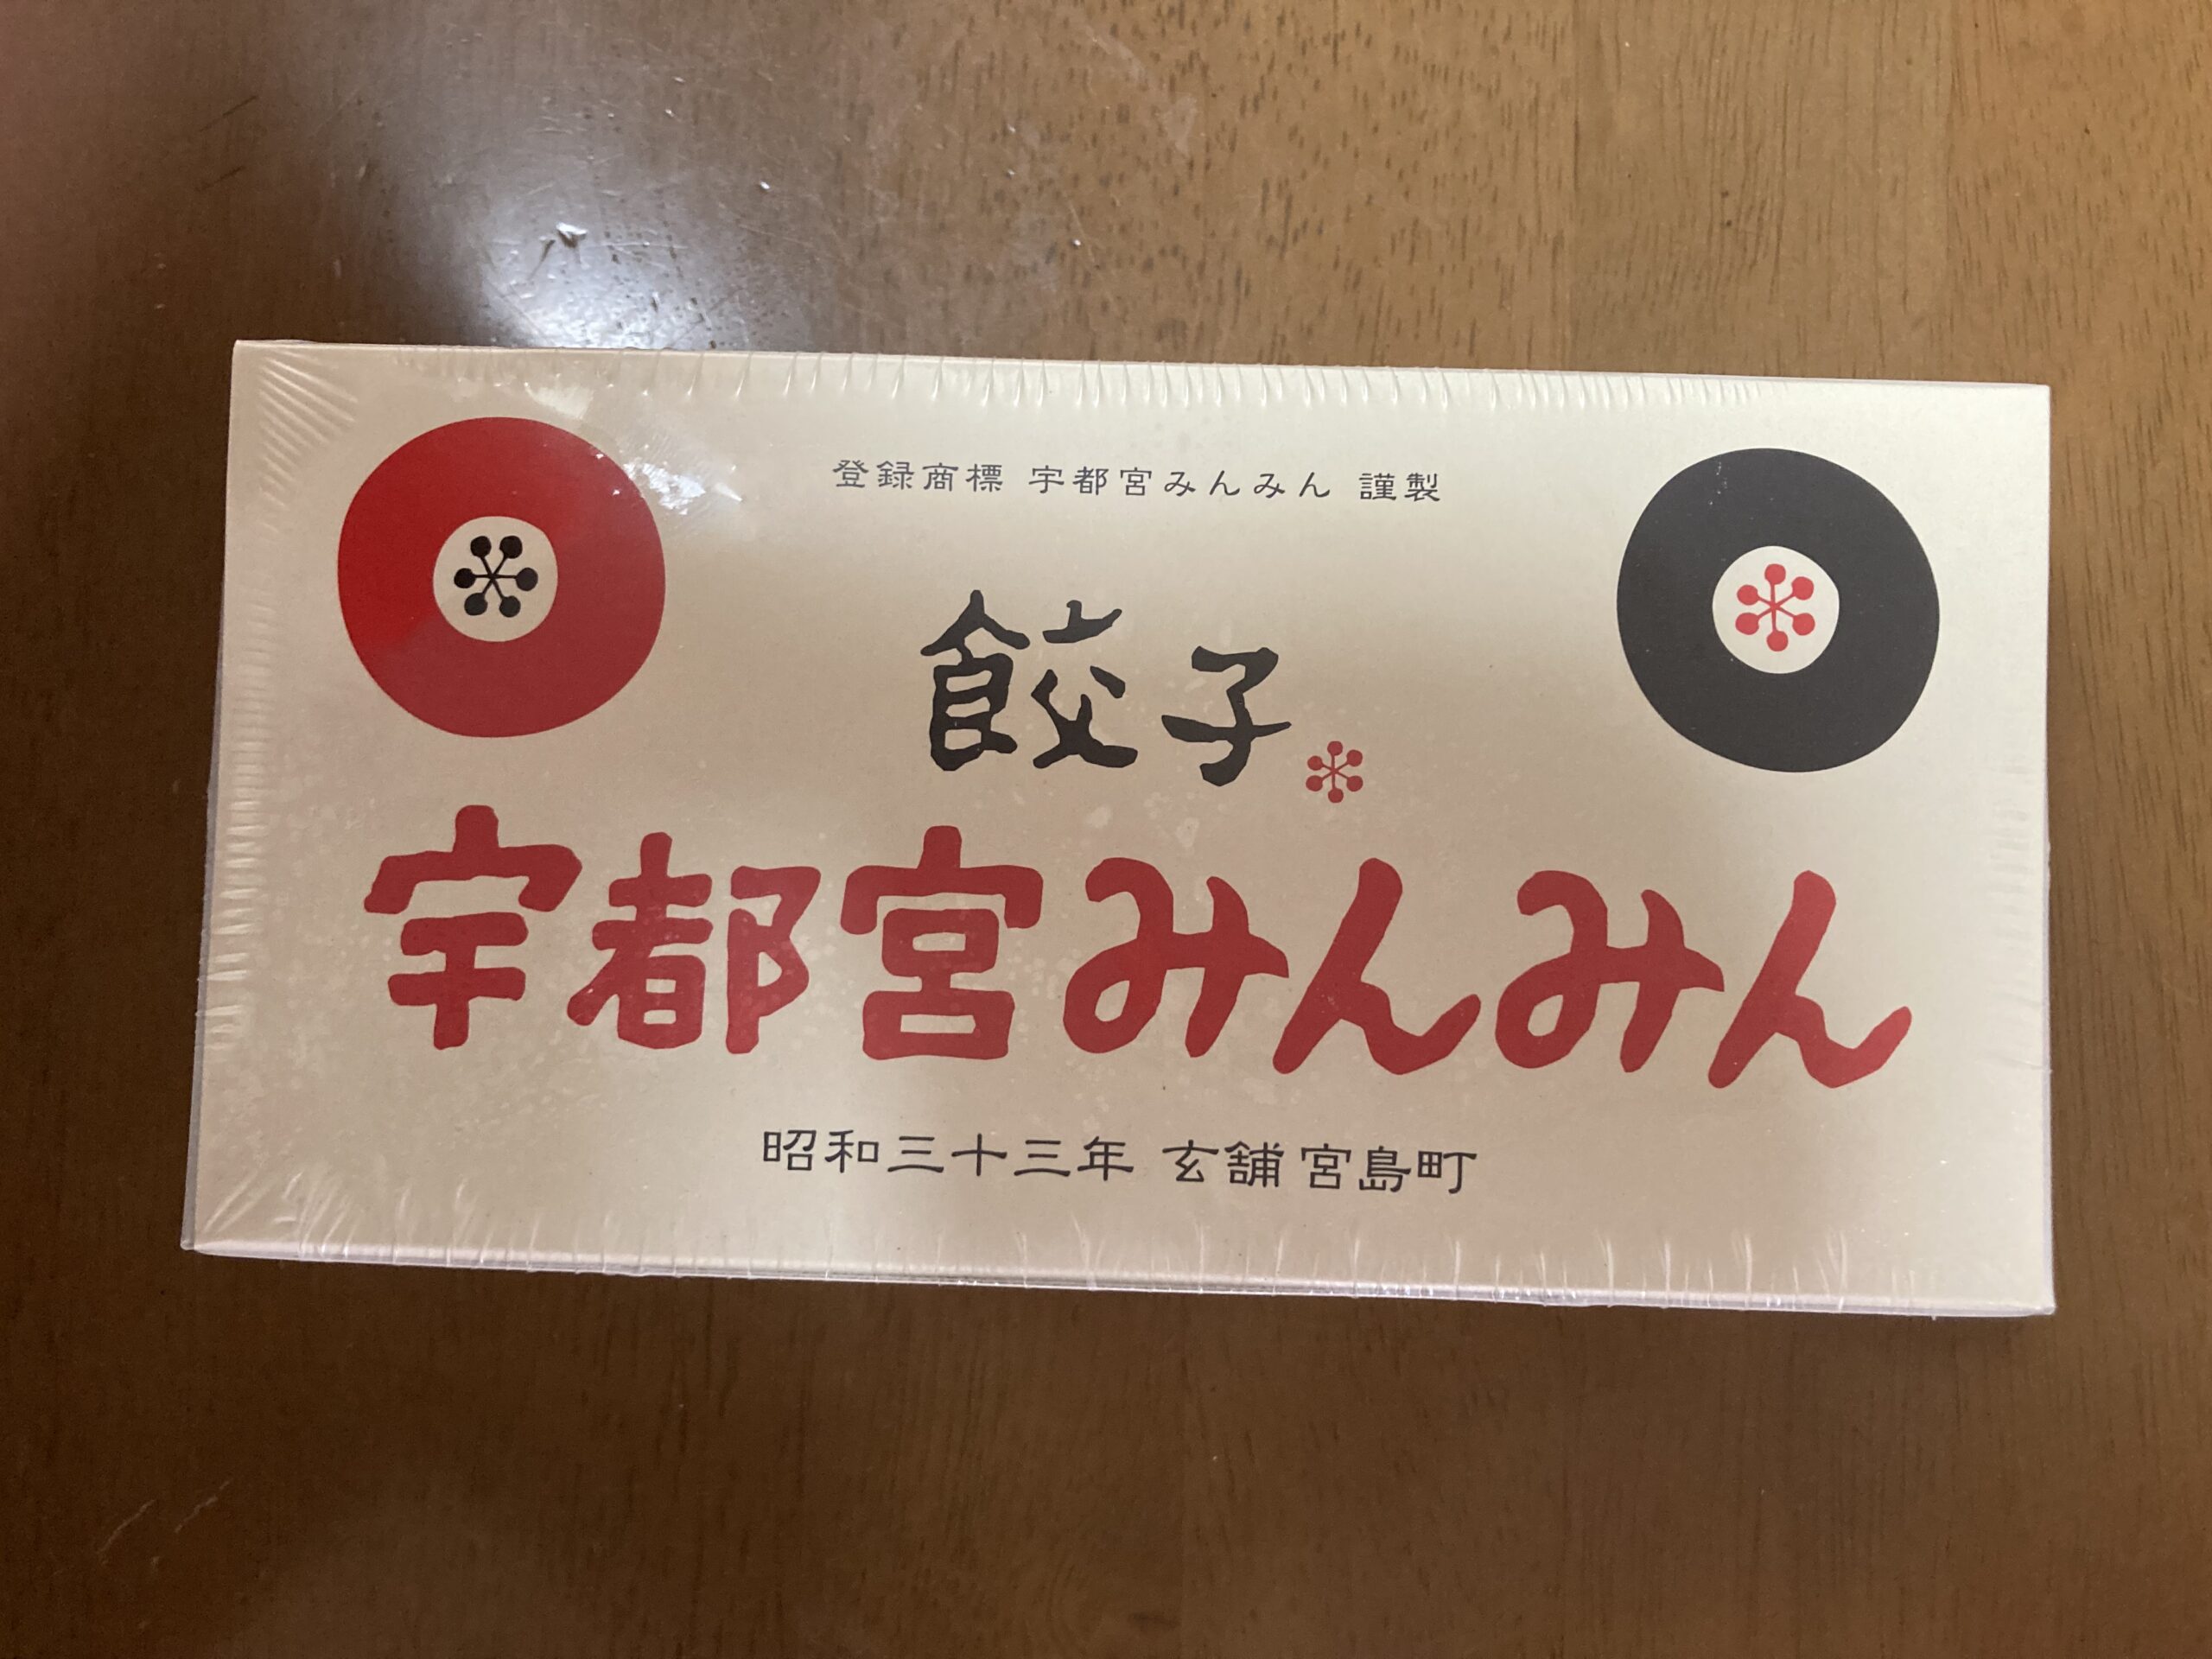 登録商標 宇都宮みんみん 謹製
餃子
宇都宮みんみん
昭和三十三年 玄舗 宮島町